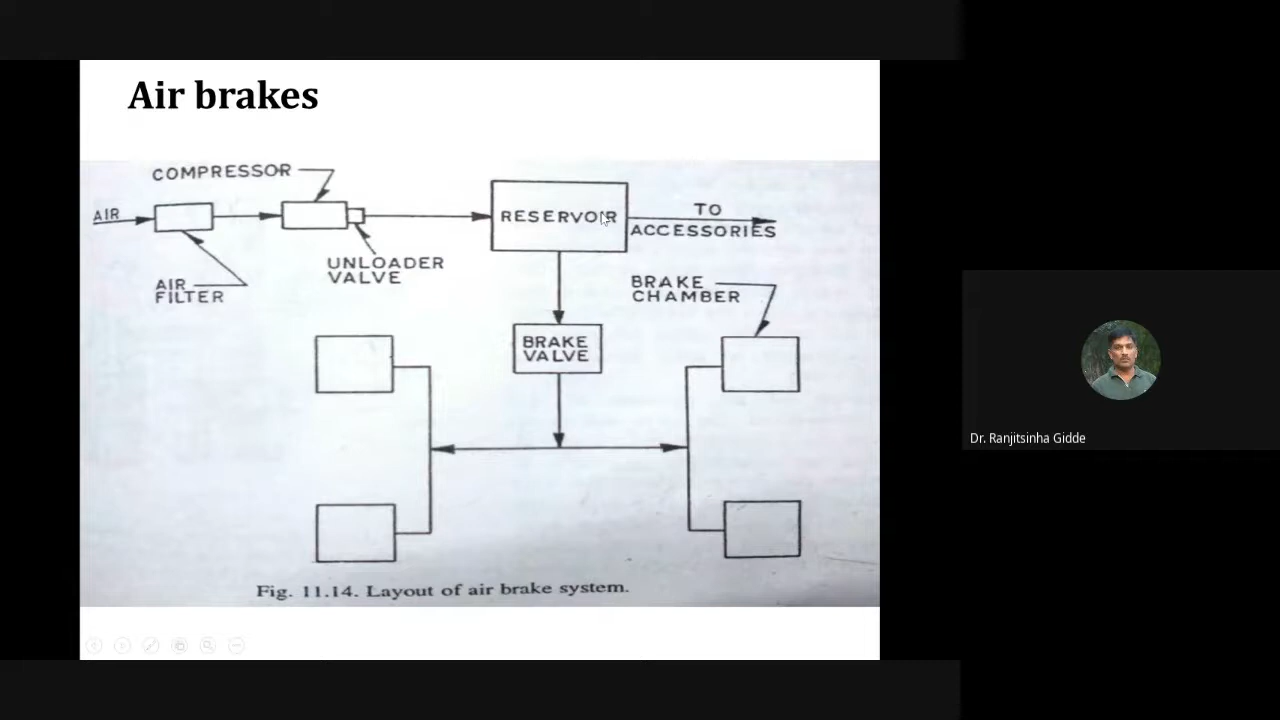 Air brakes
COMPRESSOR
AIR
AIR
FILTER
UNLOADER
VALVE
RESERVOIR
TO
ACCESSORIES
BRAKE
CHAMBER
BRAKE
VALVE
Fig. 11.14. Layout of air brake system.
Dr. Ranjitsinha Gidde